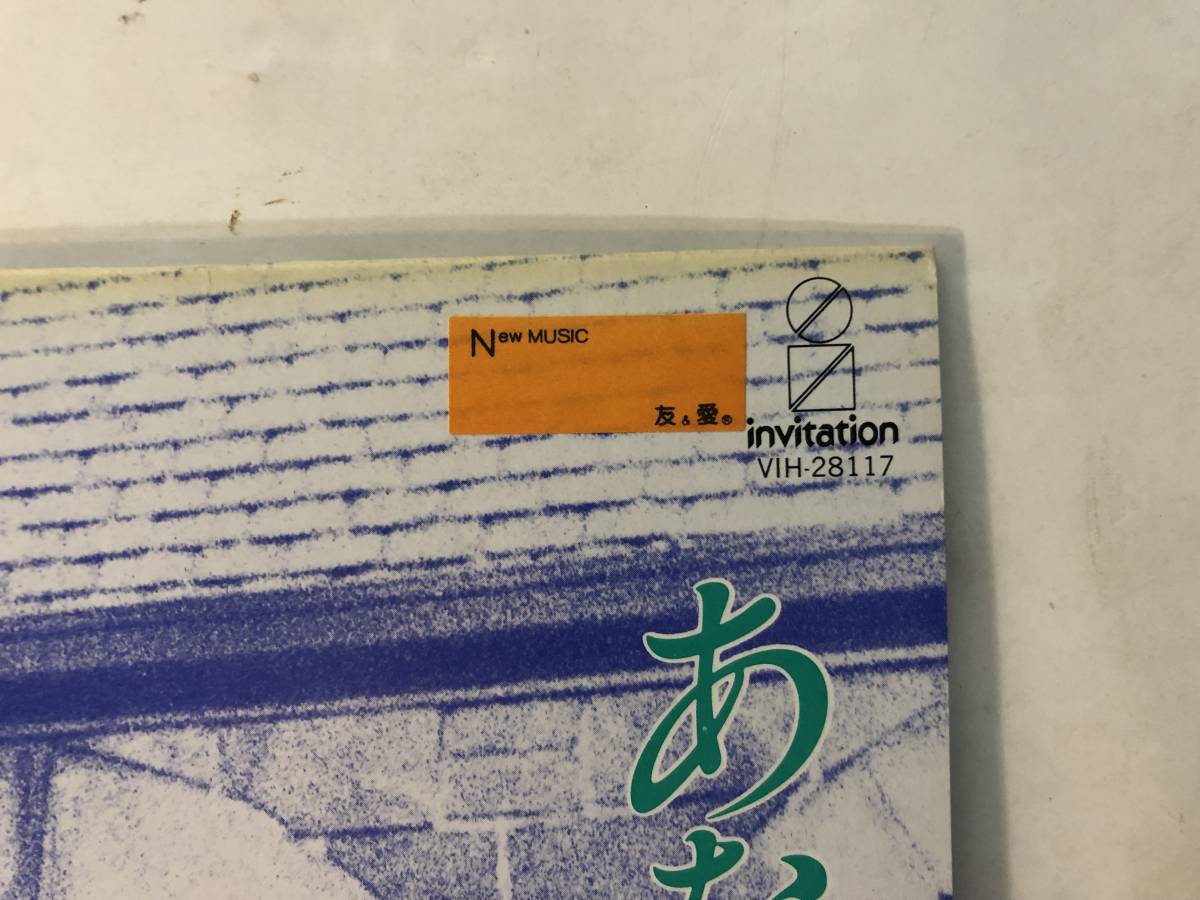 New MUSIC
友&愛®
invitation
VIH-28117
あ